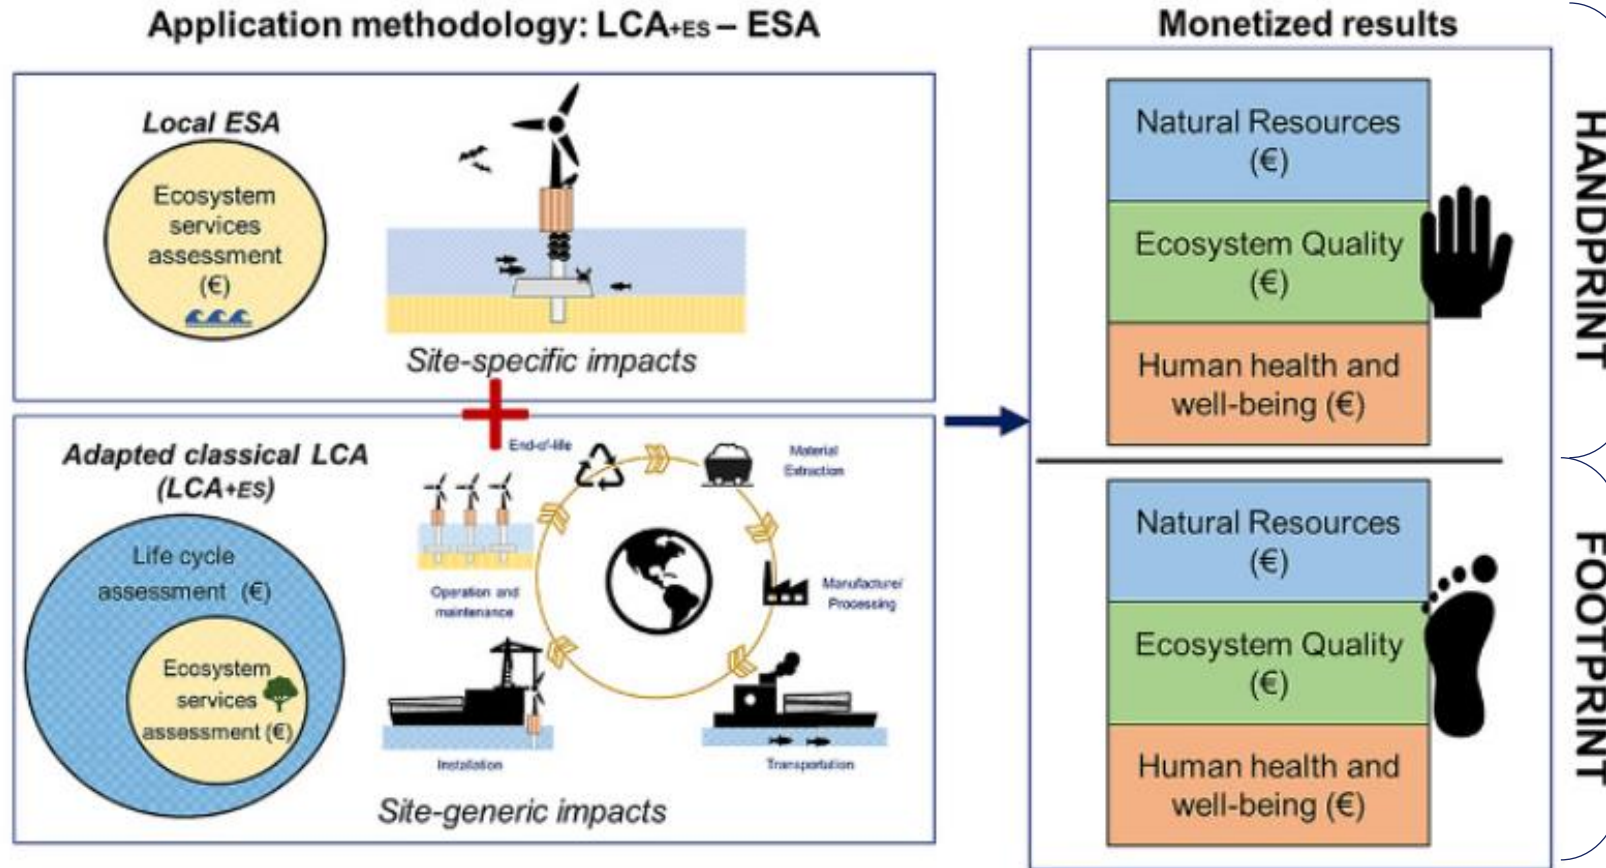 Application methodology: LCA+ES – ESA
Local ESA
Ecosystem
services
assessment
(€)
Site-specific impacts
Adapted classical LCA
(LCA+ES)
Life cycle
assessment (€)
Ecosystem
services
assessment (€)
End-of-life
Material
Extraction
Manufacture/
Processing
Transportation
Installation
Operation and
maintenance
Site-generic impacts
Monetized results
Natural Resources
(€)
Ecosystem Quality
(€)
Human health and
well-being (€)
HANDPRINT
Natural Resources
(€)
Ecosystem Quality
(€)
Human health and
well-being (€)
FOOTPRINT